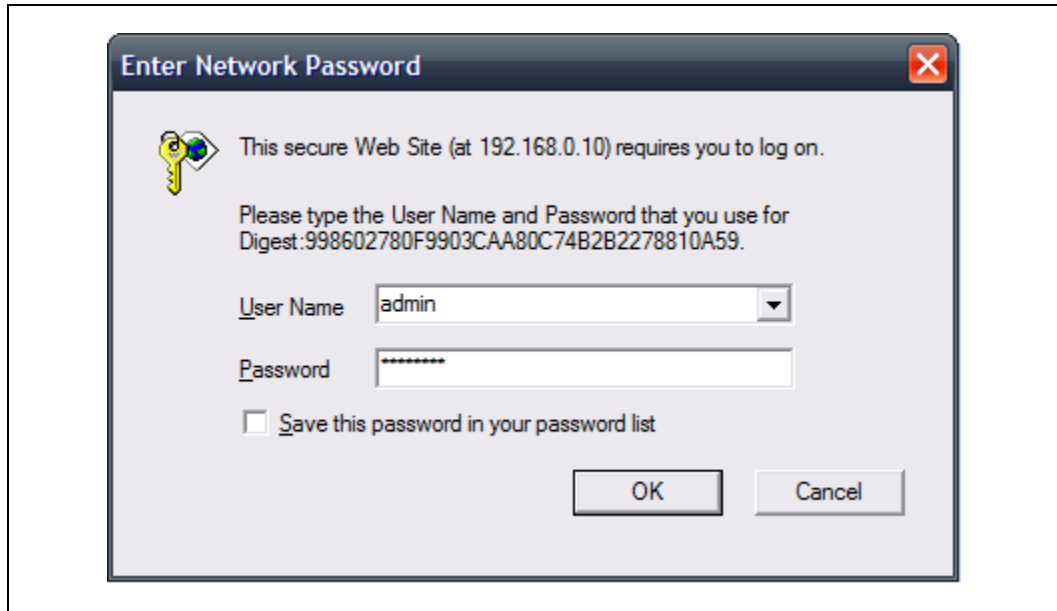 Enter Network Password
This secure Web Site (at 192.168.0.10) requires you to log on.
Please type the User Name and Password that you use for
Digest:998602780F9903CAA80C74B2B2278810A59.
User Name admin
Password ********
Save this password in your password list
OK Cancel